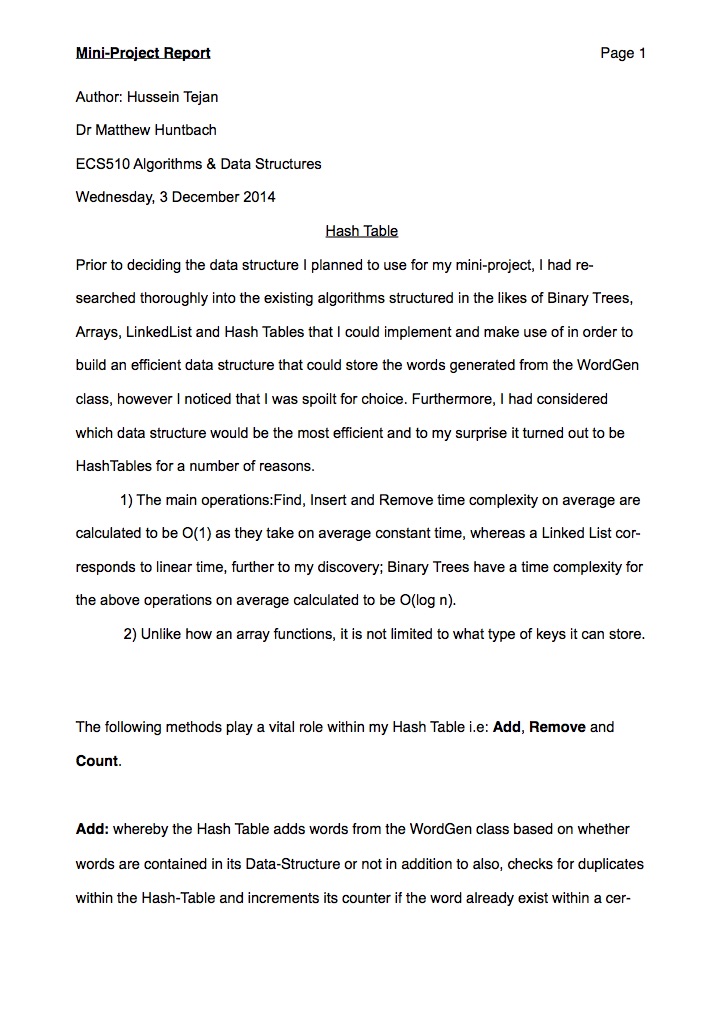 Mini-Project Report Page 1
Author: Hussein Tejan
Dr Matthew Huntbach
ECS510 Algorithms & Data Structures
Wednesday, 3 December 2014
Hash Table
Prior to deciding the data structure I planned to use for my mini-project, I had re-
searched thoroughly into the existing algorithms structured in the likes of Binary Trees,
Arrays, LinkedList and Hash Tables that I could implement and make use of in order to
build an efficient data structure that could store the words generated from the WordGen
class, however I noticed that I was spoilt for choice. Furthermore, I had considered
which data structure would be the most efficient and to my surprise it turned out to be
HashTables for a number of reasons.
1) The main operations:Find, Insert and Remove time complexity on average are
calculated to be O(1) as they take on average constant time, whereas a Linked List cor-
responds to linear time, further to my discovery; Binary Trees have a time complexity for
the above operations on average calculated to be O(log n).
2) Unlike how an array functions, it is not limited to what type of keys it can store.
The following methods play a vital role within my Hash Table i.e: Add, Remove and
Count.
Add: whereby the Hash Table adds words from the WordGen class based on whether
words are contained in its Data-Structure or not in addition to also, checks for duplicates
within the Hash-Table and increments its counter if the word already exist within a cer-